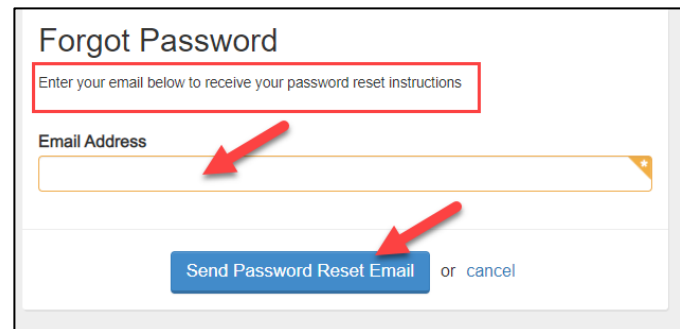 Forgot Password
Enter your email below to receive your password reset instructions
Email Address
*
Send Password Reset Email or cancel